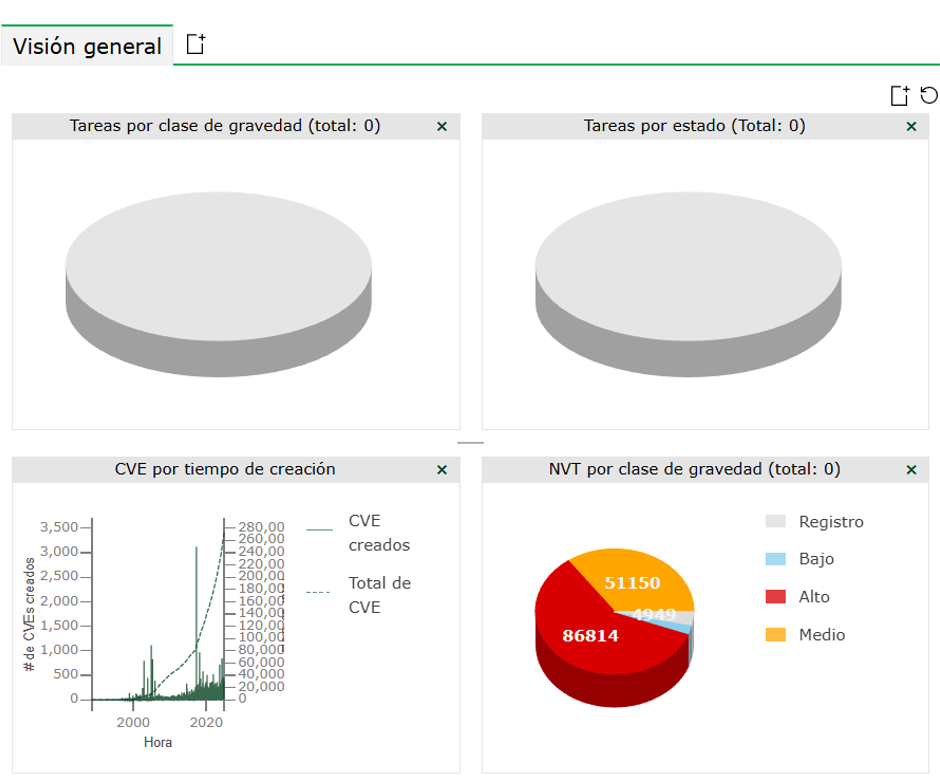 Visión general
Tareas por clase de gravedad (total: 0)
×
Tareas por estado (Total: 0)
×
CVE por tiempo de creación
×
NVT por clase de gravedad (total: 0)
×
# de CVEs creados
3,500
3,000
2,500
2,000
1,500
1,000
500
0
280,00
260,00
240,00
220,00
200,00
180,00
160,00
140,00
120,00
100,00
80,000
60,000
40,000
20,000
0
2000
2020
Hora
CVE
creados
Total de
CVE
51150
4949
86814
Registro
Bajo
Alto
Medio